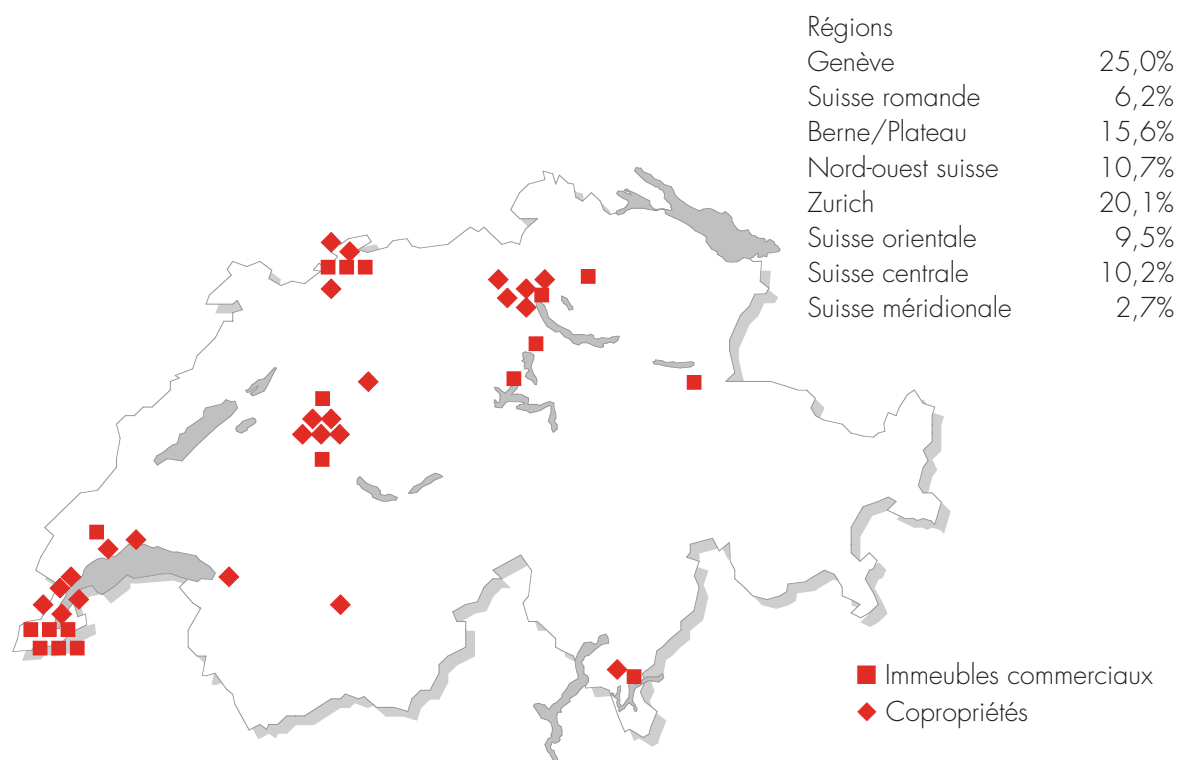 Régions
Genève 25,0%
Suisse romande 6,2%
Berne/Plateau 15,6%
Nord-ouest suisse 10,7%
Zurich 20,1%
Suisse orientale 9,5%
Suisse centrale 10,2%
Suisse méridionale 2,7%
Immeubles commerciaux
Copropriétés